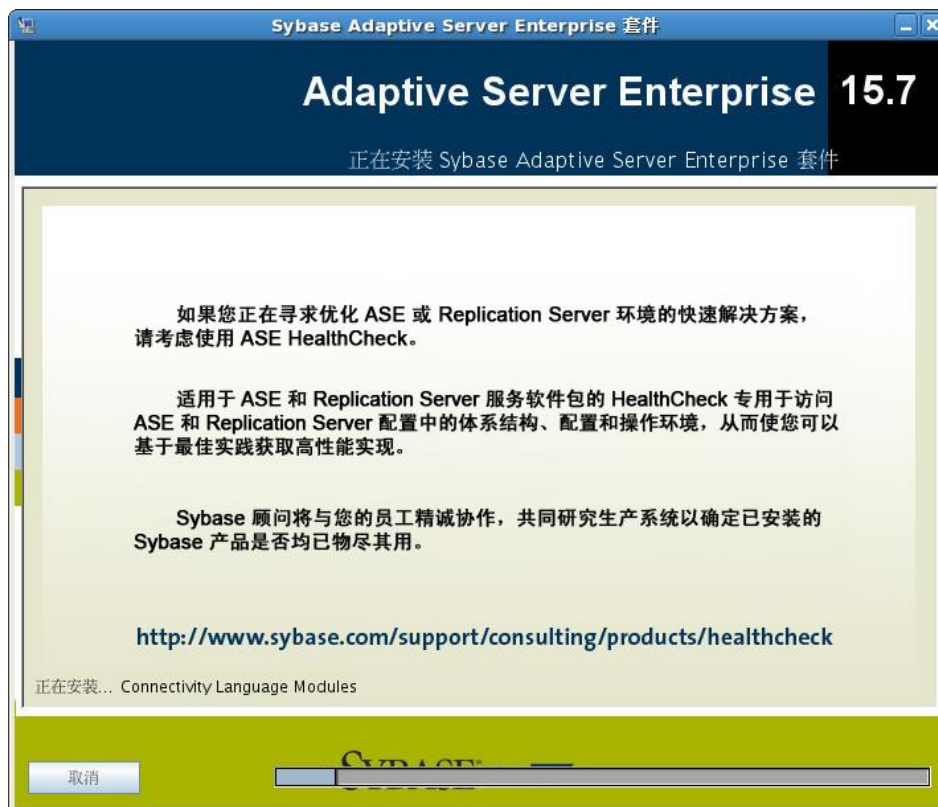 Sybase Adaptive Server Enterprise 套件
Adaptive Server Enterprise 15.7
正在安装 Sybase Adaptive Server Enterprise 套件
如果您正在寻求优化 ASE 或 Replication Server 环境的快速解决方案，
请考虑使用 ASE HealthCheck。
适用于 ASE 和 Replication Server 服务软件包的 HealthCheck 专用于访问
ASE 和 Replication Server 配置中的体系结构、配置和操作环境，从而使您可以
基于最佳实践获取高性能实现。
Sybase 顾问将与您的员工精诚协作，共同研究生产系统以确定已安装的
Sybase 产品是否均已物尽其用。
http://www.sybase.com/support/consulting/products/healthcheck
正在安装... Connectivity Language Modules
SYBASE
取消